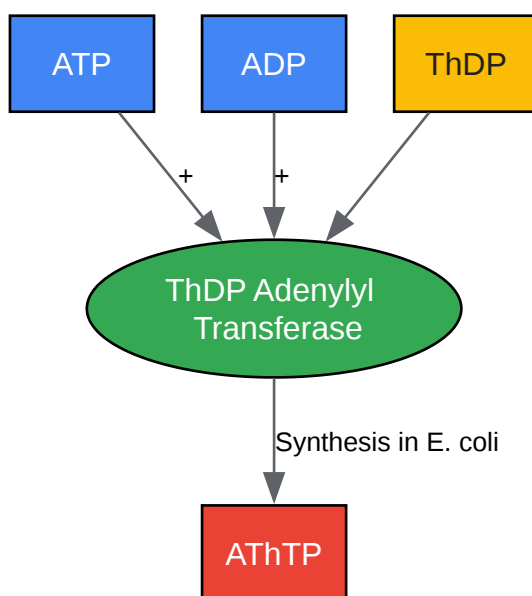 ATP
ADP
ThDP
+
+
ThDP Adenylyl
Transferase
Synthesis in E. coli
AThTP